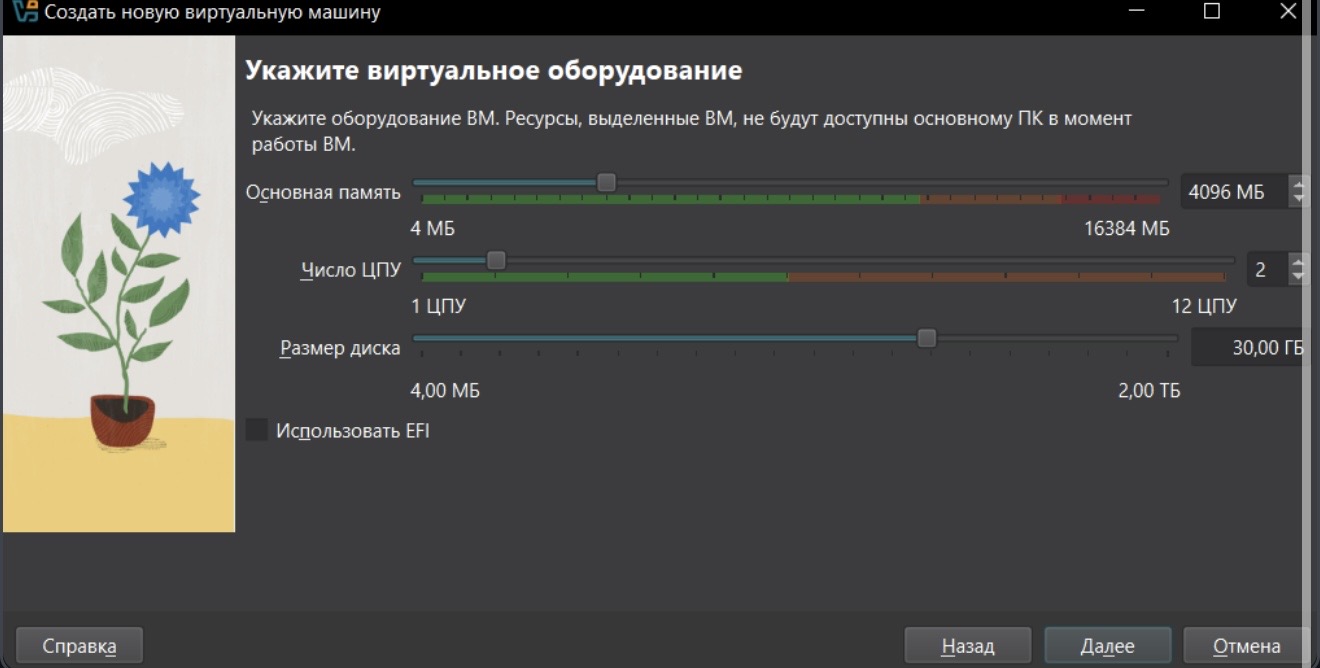 Создать новую виртуальную машину
Укажите виртуальное оборудование
Укажите оборудование ВМ. Ресурсы, выделенные ВМ, не будут доступны основному ПК в момент
работы ВМ.
Основная память
4096 МБ
4 МБ
16384 МБ
Число ЦПУ
2
1 ЦПУ
12 ЦПУ
Размер диска
30,00 ГБ
4,00 МБ
2,00 ТБ
Использовать EFI
Справка
Назад
Далее
Отмена